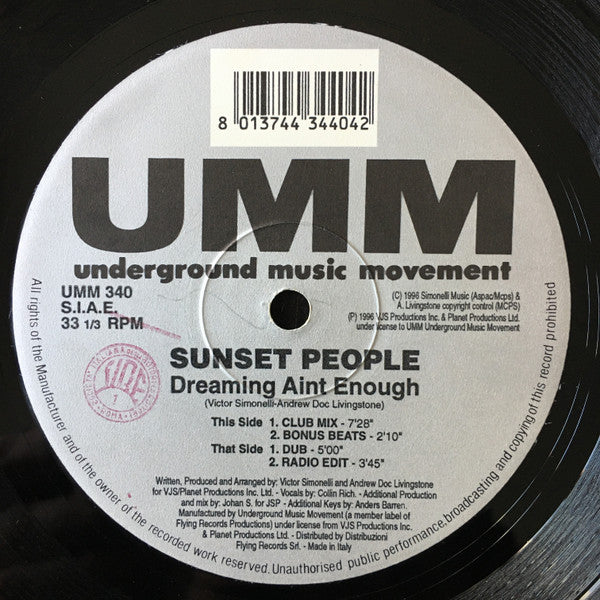 8 013744 344042
UMM
underground music movement
UMM 340
S.I.A.E.
33 1/3 RPM
(C) 1996 Simonelli Music (Aspac/Mcps) &
A. Livingstone copyright control (MCPS)
(P) 1996 VJS Productions Inc. & Planet Productions Ltd.
under license to UMM Underground Music Movement
SUNSET PEOPLE
Dreaming Aint Enough
(Victor Simonelli-Andrew Doc Livingstone)
This Side 1. CLUB MIX - 7'28"
2. BONUS BEATS - 2'10"
That Side 1. DUB - 5'00"
2. RADIO EDIT - 3'45"
Written, Produced and Arranged by: Victor Simonelli and Andrew Doc Livingstone
for VJS/Planet Productions Inc. Ltd. - Vocals by: Collin Rich. - Additional Production
and mix by: Johan S. for JSP - Additional Keys by: Anders Barren.
Manufactured by Underground Music Movement (a member label of
Flying Records Productions) under license from VJS Productions Inc.
& Planet Productions Ltd. - Distributed by Distribuzioni
Flying Records Srl. - Made in Italy
All rights of the Manufacturer and of the owner of the recorded work reserved. Unauthorised public performance, broadcasting and copying of this record prohibited